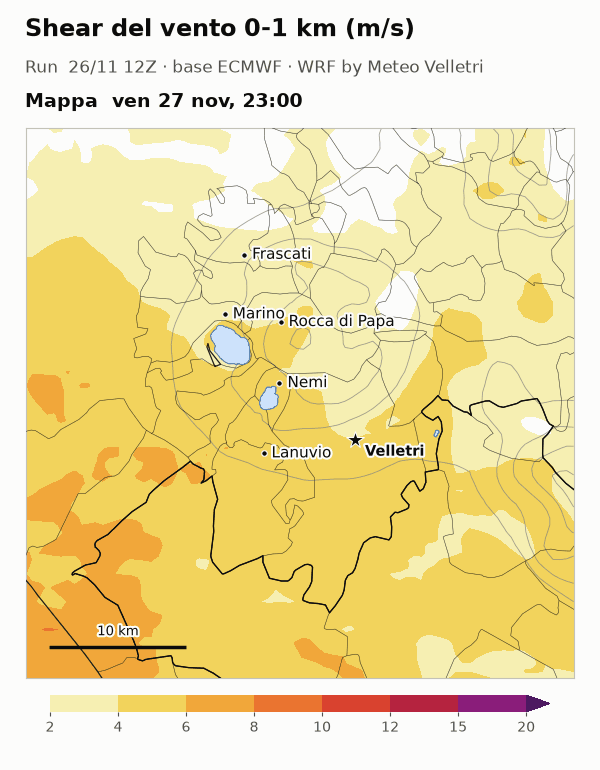 Shear del vento 0-1 km (m/s)
Run  26/11 12Z · base ECMWF · WRF by Meteo Velletri
Mappa  ven 27 nov, 23:00
Frascati
Marino
Rocca di Papa
Nemi
Velletri
Lanuvio
10 km
2 4 6 8 10 12 15 20